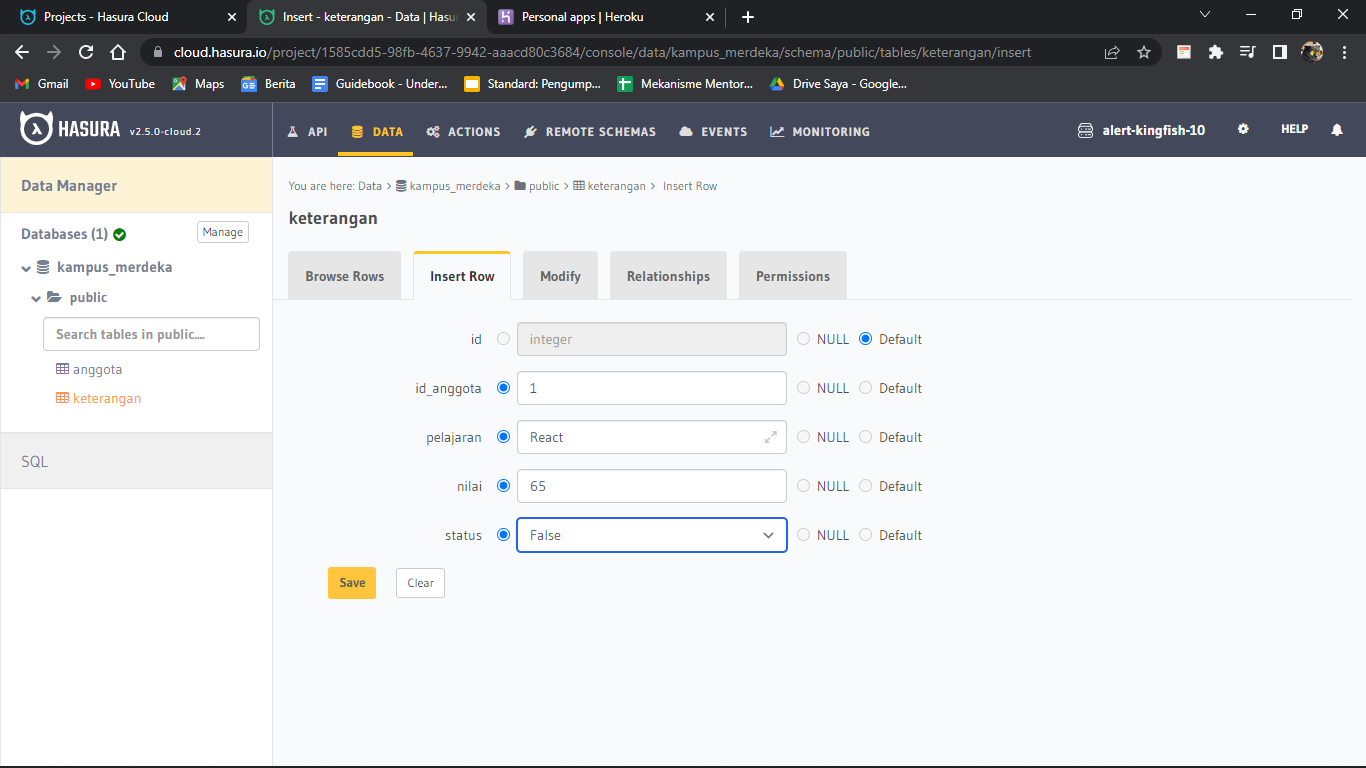 Projects - Hasura Cloud
Insert - keterangan - Data | Hasu
Personal apps | Heroku
cloud.hasura.io/project/1585cdd5-98fb-4637-9942-aaacd80c3684/console/data/kampus_merdeka/schema/public/tables/keterangan/insert
Gmail YouTube Maps Berita Guidebook - Under... Standard: Pengump... Mekanisme Mentor... Drive Saya - Google...
HASURA v2.5.0-cloud.2 API DATA ACTIONS REMOTE SCHEMAS EVENTS MONITORING alert-kingfish-10 HELP
Data Manager
Databases (1) Manage
kampus_merdeka
public
Search tables in public....
anggota
keterangan
SQL
You are here: Data > kampus_merdeka > public > keterangan > Insert Row
keterangan
Browse Rows Insert Row Modify Relationships Permissions
id integer NULL Default
id_anggota 1 NULL Default
pelajaran React NULL Default
nilai 65 NULL Default
status False NULL Default
Save Clear